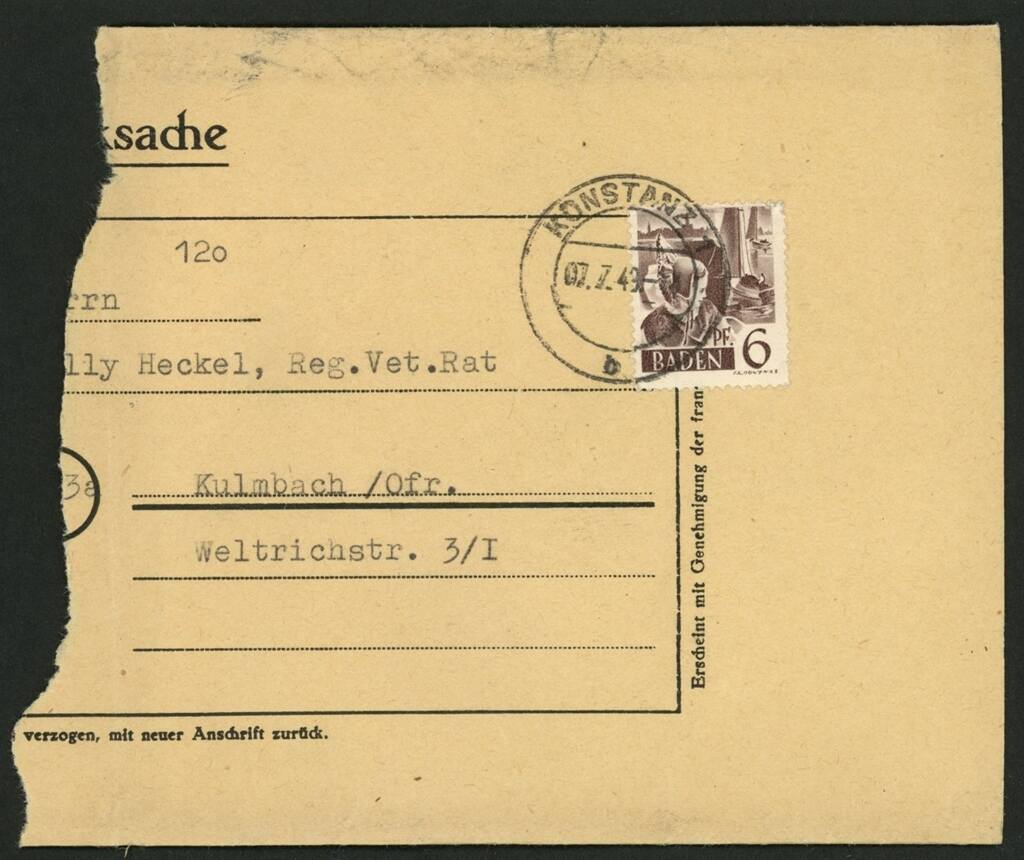 ksache
KONSTANZ
07.7.49
b
PF. 6
BADEN
12o
rrn
lly Heckel, Reg.Vet.Rat
3a
Kulmbach /Ofr.
Weltrichstr. 3/I
Erscheint mit Genehmigung der fran
verzogen, mit neuer Anschrift zurück.